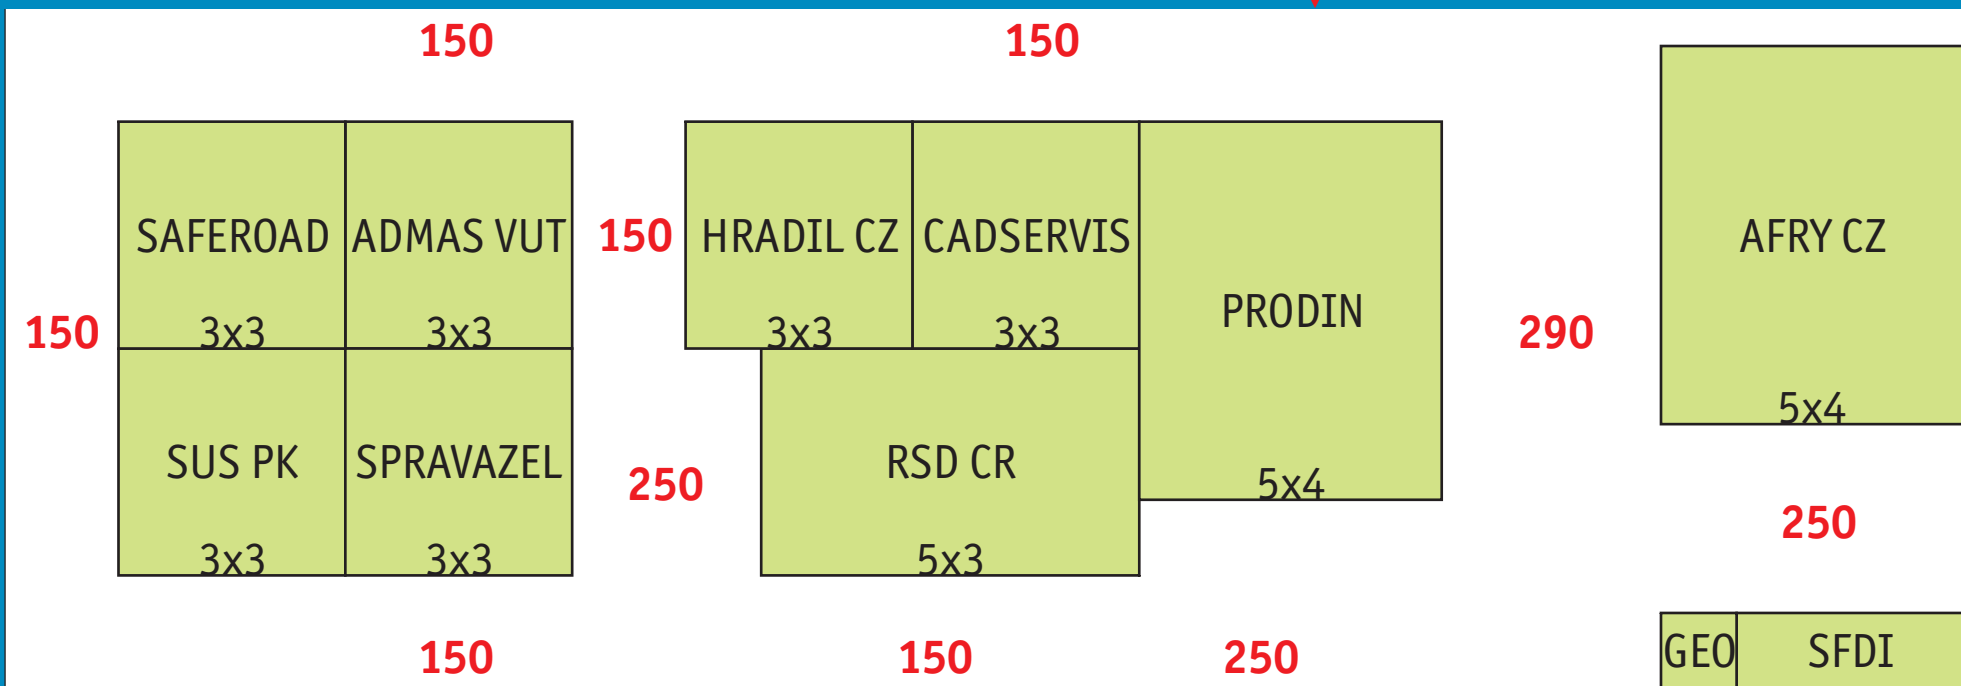 150 150
SAFEROAD ADMAS VUT 150 HRADIL CZ CADSERVIS AFRY CZ
PRODIN
150 3x3 3x3 3x3 3x3 290
5x4
SUS PK SPRAVAZEL 250 RSD CR 5x4
250
3x3 3x3 5x3
150 150 250 GEO SFDI